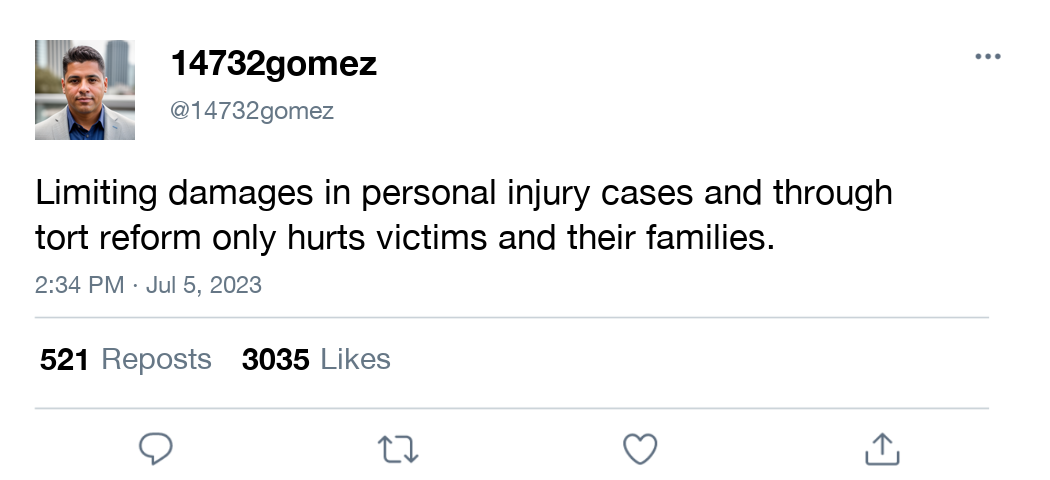 14732gomez
@14732gomez
Limiting damages in personal injury cases and through
tort reform only hurts victims and their families.
2:34 PM · Jul 5, 2023
521 Reposts 3035 Likes